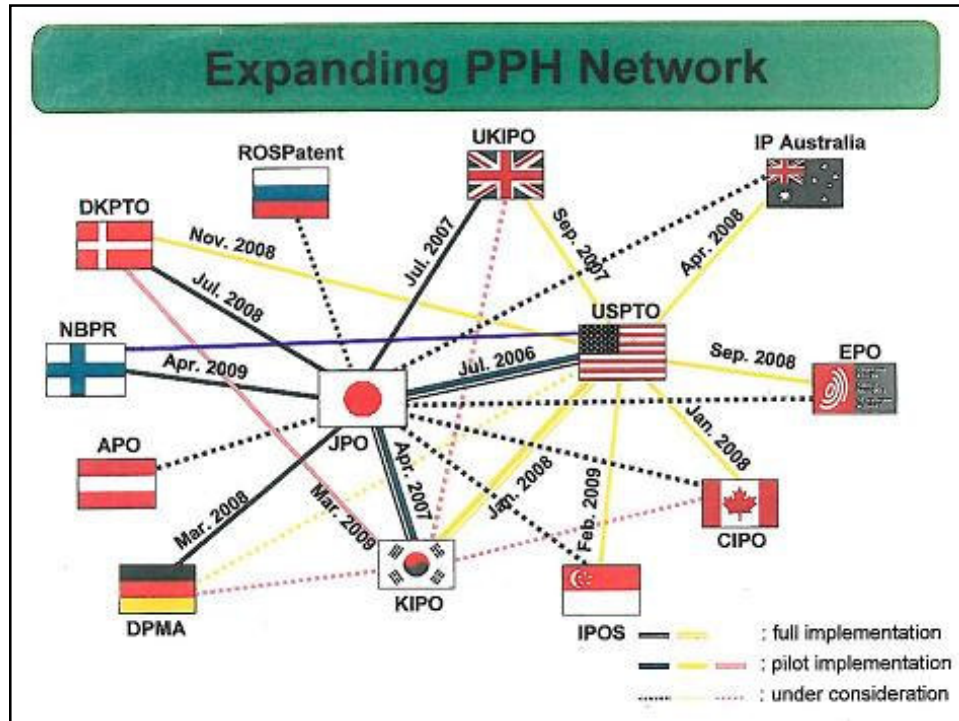 Expanding PPH Network
UKIPO
IP Australia
ROSPatent
DKPTO
Nov. 2008
Jul. 2007
Sep. 2007
Apr. 2008
Jul. 2008
USPTO
NBPR
Apr. 2009
Jul. 2006
Sep. 2008
EPO
JPO
APO
Jan. 2008
Apr. 2007
Jan. 2008
Mar. 2008
Mar. 2009
Feb. 2009
CIPO
KIPO
DPMA
IPOS
: full implementation
: pilot implementation
: under consideration